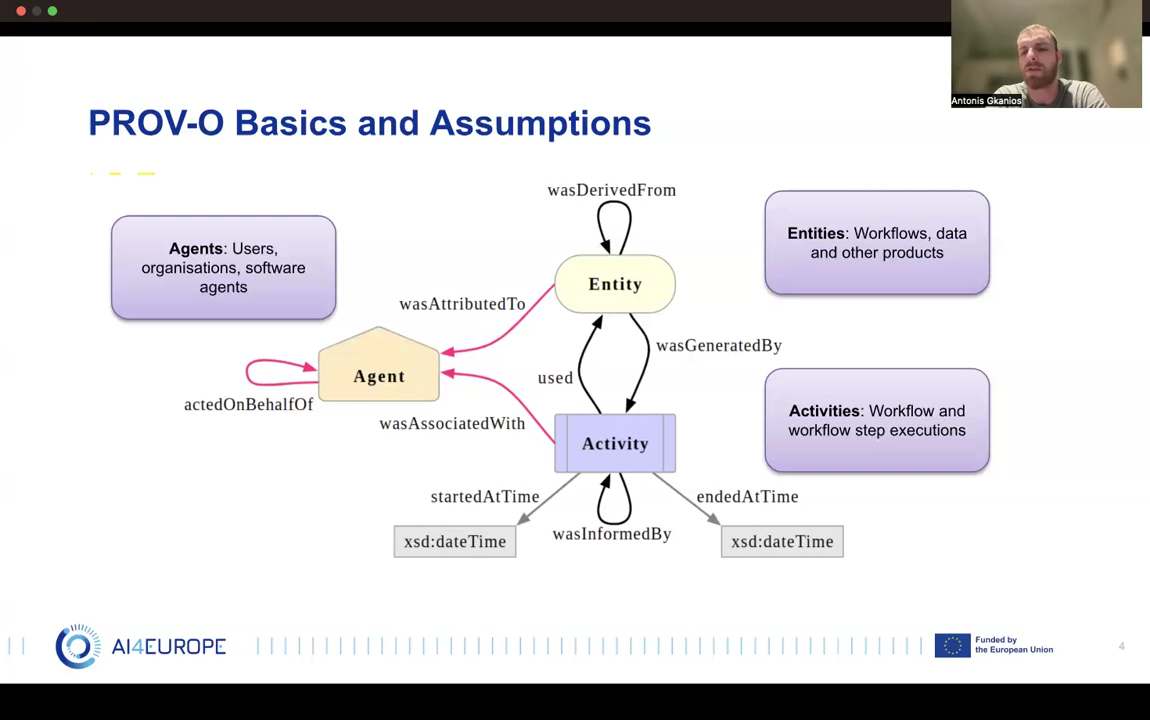 Antonis Gkanios
PROV-O Basics and Assumptions
wasDerivedFrom
Agents: Users,
organisations, software
agents
Entities: Workflows, data
and other products
Entity
wasAttributedTo
wasGeneratedBy
Agent
used
actedOnBehalfOf
wasAssociatedWith
Activities: Workflow and
workflow step executions
Activity
startedAtTime
endedAtTime
wasInformedBy
xsd:dateTime
xsd:dateTime
AI4EUROPE
Funded by
the European Union
4